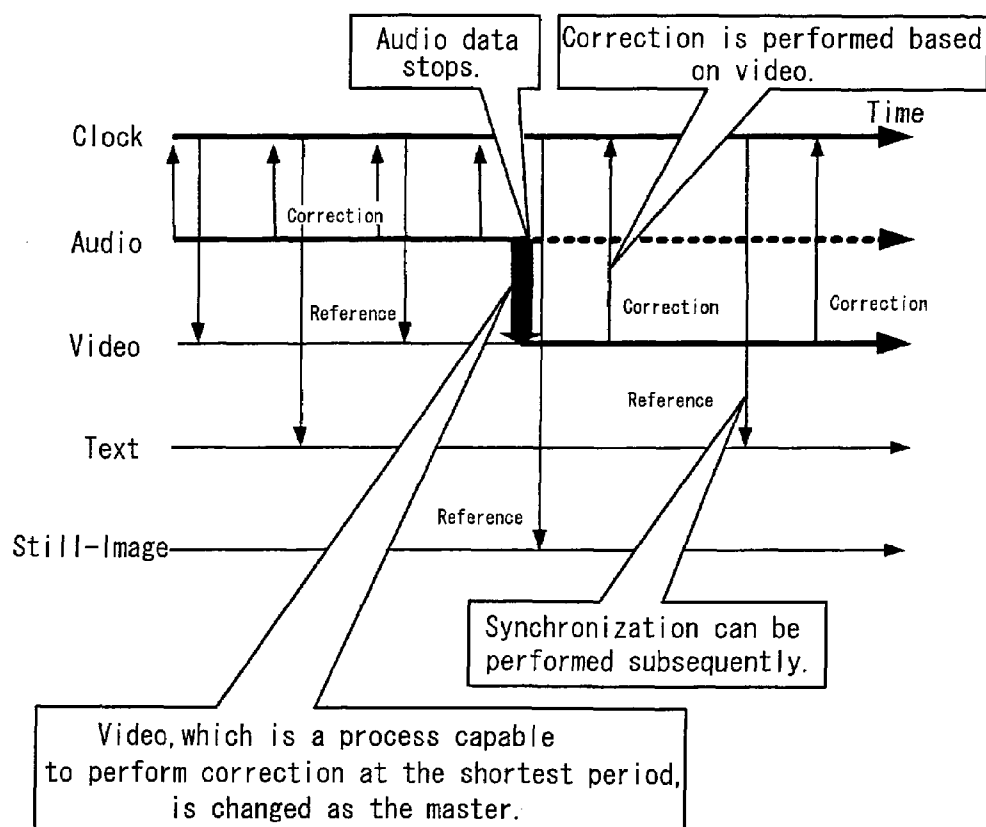 Audio data
stops.
Correction is performed based
on video.
Time
Clock
Correction
Audio
Reference
Correction
Correction
Video
Reference
Text
Reference
Still-Image
Synchronization can be
performed subsequently.
Video, which is a process capable
to perform correction at the shortest period,
is changed as the master.